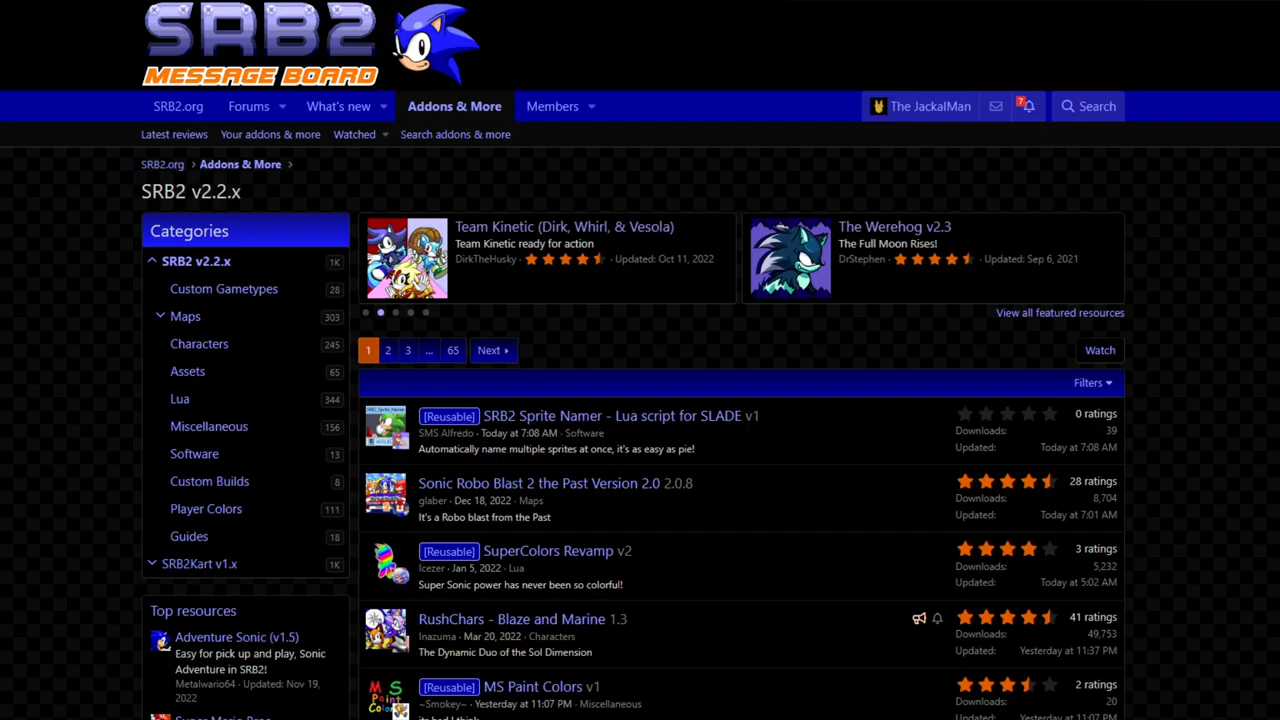 SRB2
MESSAGE BOARD
SRB2.org
Forums
What's new
Addons & More
Members
The JackalMan
7
Search
Latest reviews
Your addons & more
Watched
Search addons & more
SRB2.org
Addons & More
SRB2 v2.2.x
Categories
SRB2 v2.2.x 1K
Custom Gametypes 28
Maps 303
Characters 245
Assets 65
Lua 344
Miscellaneous 156
Software 13
Custom Builds 8
Player Colors 111
Guides 18
SRB2Kart v1.x 1K
Top resources
Adventure Sonic (v1.5)
Easy for pick up and play, Sonic
Adventure in SRB2!
Metalwario64 · Updated: Nov 19,
2022
Team Kinetic (Dirk, Whirl, & Vesola)
Team Kinetic ready for action
DirkTheHusky · Updated: Oct 11, 2022
The Werehog v2.3
The Full Moon Rises!
DrStephen · Updated: Sep 6, 2021
View all featured resources
1 2 3 ... 65 Next
Watch
Filters
[Reusable] SRB2 Sprite Namer - Lua script for SLADE v1
SMS Alfredo · Today at 7:08 AM · Software
Automatically name multiple sprites at once, it's as easy as pie!
0 ratings
Downloads: 39
Updated: Today at 7:08 AM
Sonic Robo Blast 2 the Past Version 2.0 2.0.8
glaber · Dec 18, 2022 · Maps
It's a Robo blast from the Past
28 ratings
Downloads: 8,704
Updated: Today at 7:01 AM
[Reusable] SuperColors Revamp v2
Icezer · Jan 5, 2022 · Lua
Super Sonic power has never been so colorful!
3 ratings
Downloads: 5,232
Updated: Today at 5:02 AM
RushChars - Blaze and Marine 1.3
Inazuma · Mar 20, 2022 · Characters
The Dynamic Duo of the Sol Dimension
41 ratings
Downloads: 49,753
Updated: Yesterday at 11:37 PM
MS
Paint
Color
[Reusable] MS Paint Colors v1
~Smokey~ · Yesterday at 11:07 PM · Miscellaneous
2 ratings
Downloads: 20